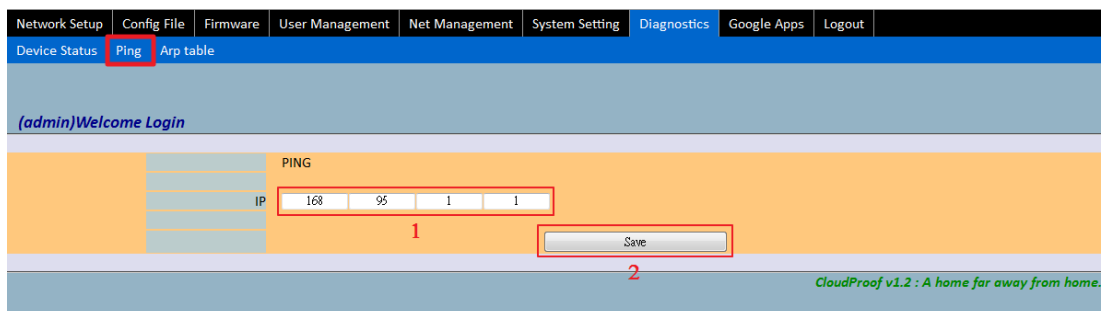 Network Setup Config File Firmware User Management Net Management System Setting Diagnostics Google Apps Logout
Device Status Ping Arp table
(admin)Welcome Login
PING
IP 168 95 1 1
1
Save
2
CloudProof v1.2 : A home far away from home.